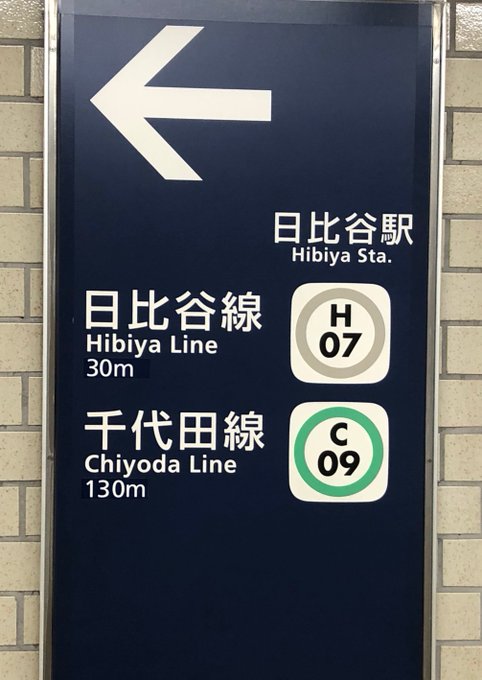 日比谷駅
Hibiya Sta.
日比谷線
Hibiya Line
30m
H
07
千代田線
Chiyoda Line
130m
C
09